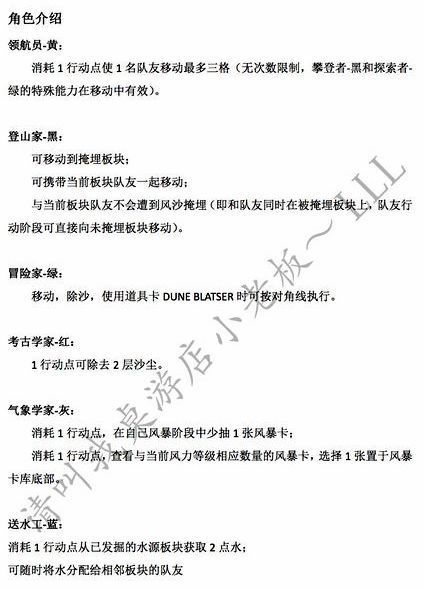 角色介绍
领航员-黄：
消耗 1 行动点使 1 名队友移动最多三格（无次数限制，攀登者-黑和探索者-
绿的特殊能力在移动中有效）。
登山家-黑：
可移动到掩埋板块；
可携带当前板块队友一起移动；
与当前板块队友不会遭到风沙掩埋（即和队友同时在被掩埋板块上，队友行
动阶段可直接向未掩埋板块移动）。
冒险家-绿：
移动，除沙，使用道具卡 DUNE BLATSER 时可按对角线执行。
考古学家-红：
1 行动点可除去 2 层沙尘。
气象学家-灰：
消耗 1 行动点，在自己风暴阶段中少抽 1 张风暴卡；
消耗 1 行动点，查看与当前风力等级相应数量的风暴卡，选择 1 张置于风暴
卡库底部。
送水工-蓝：
消耗 1 行动点从已发掘的水源板块获取 2 点水；
可随时将水分配给相邻板块的队友
请叫我桌游店小老板～LLL